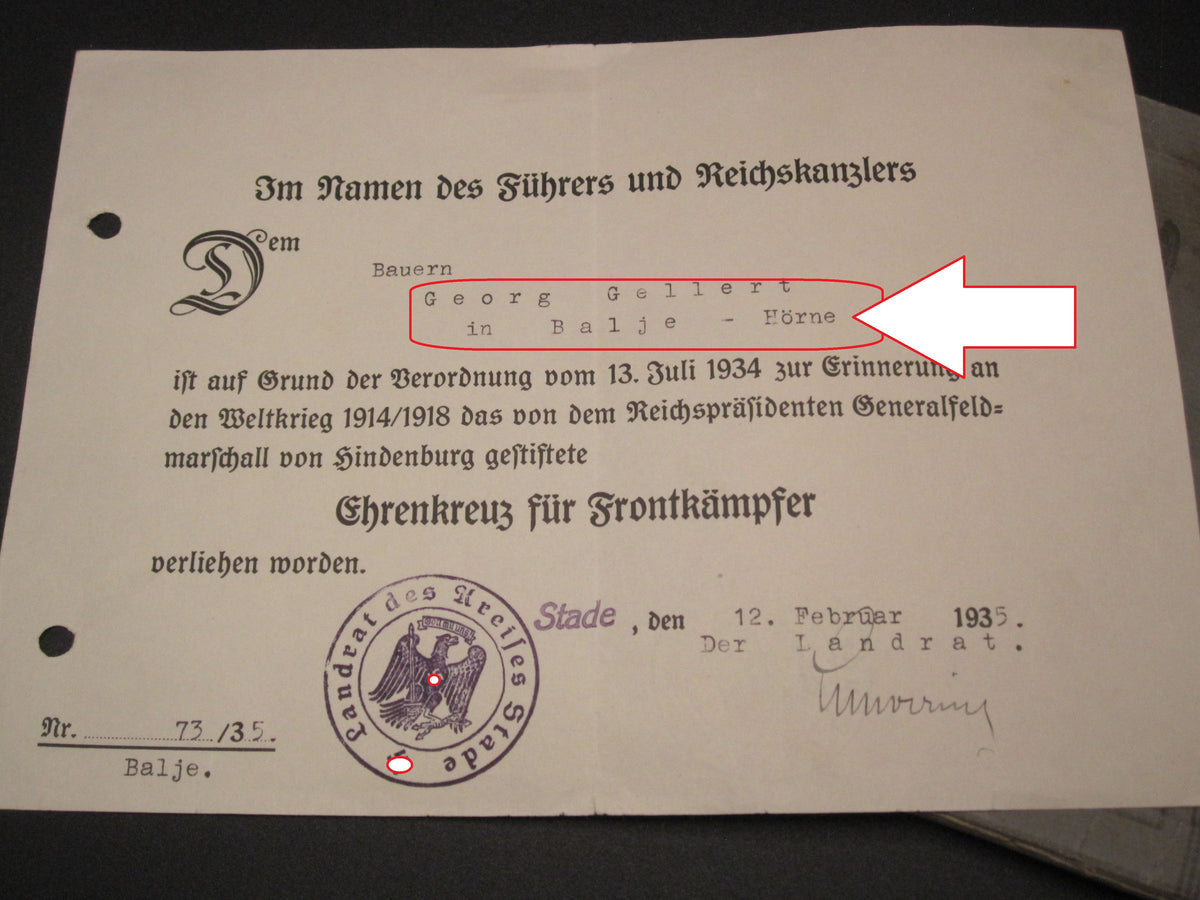 Im Namen des Führers und Reichskanzlers
Dem
Bauern
Georg Gellert
in Balje - Hörne
ist auf Grund der Verordnung vom 13. Juli 1934 zur Erinnerung an
den Weltkrieg 1914/1918 das von dem Reichspräsidenten Generalfeld=
marschall von Hindenburg gestiftete
Ehrenkreuz für Frontkämpfer
verliehen worden.
Stade, den 12. Februar 1935.
Der Landrat.
Landrat des Kreises Stade
Nr. 73/35.
Balje.